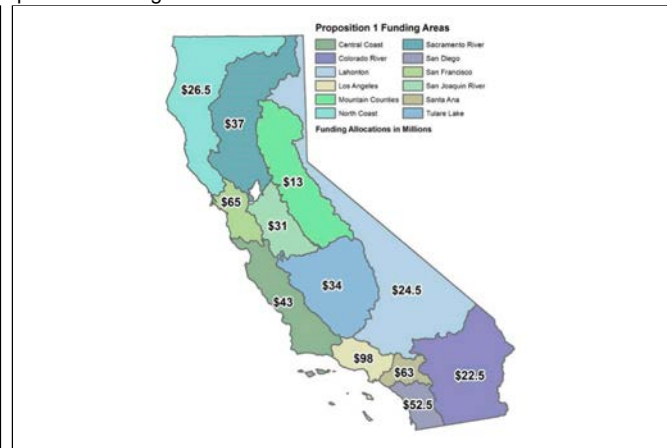 Proposition 1 Funding Areas
Central Coast
Colorado River
Lahonton
Los Angeles
Mountain Counties
North Coast
Sacramento River
San Diego
San Francisco
San Joaquin River
Santa Ana
Tulare Lake
Funding Allocations in Millions
$26.5
$37
$13
$65
$31
$34
$24.5
$43
$98
$63
$22.5
$52.5